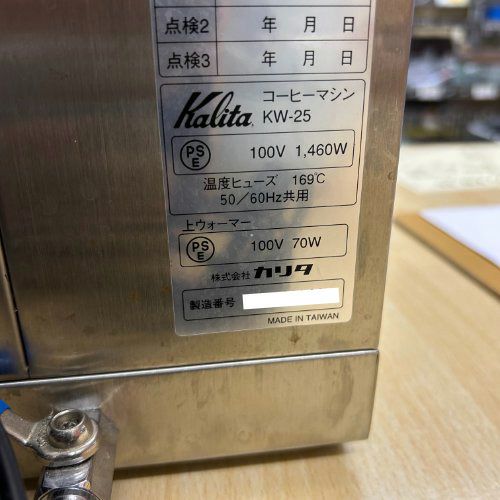 点検2 年 月 日
点検3 年 月 日
Kalita コーヒーマシン
KW-25
PSE 100V 1,460W
温度ヒューズ 169℃
50/60Hz共用
上ウォーマー
PSE 100V 70W
株式会社 カリタ
製造番号
MADE IN TAIWAN